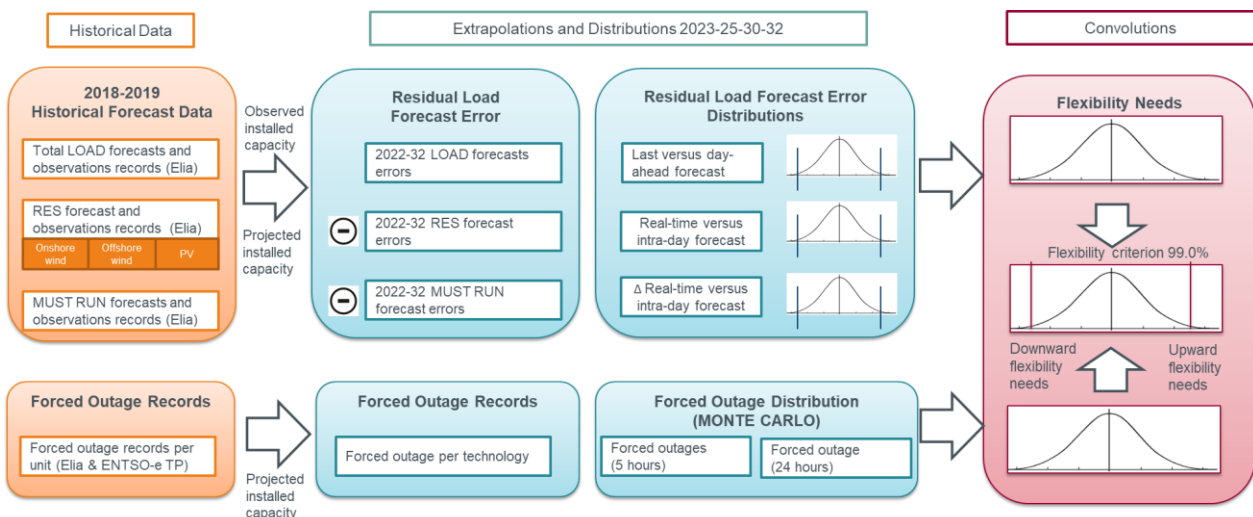 Historical Data
Extrapolations and Distributions 2023-25-30-32
Convolutions
2018-2019
Historical Forecast Data
Total LOAD forecasts and
observations records (Elia)
RES forecast and
observations records  (Elia)
Onshore
wind
Offshore
wind
PV
MUST RUN forecasts and
observations records (Elia)
Observed
installed
capacity
Projected
installed
capacity
Residual Load
Forecast Error
2022-32 LOAD forecasts
errors
2022-32 RES forecast
errors
2022-32 MUST RUN
forecast errors
Residual Load Forecast Error
Distributions
Last versus day-
ahead forecast
Real-time versus
intra-day forecast
Δ Real-time versus
intra-day forecast
Flexibility Needs
Flexibility criterion 99.0%
Downward
flexibility
needs
Upward
flexibility
needs
Forced Outage Records
Forced outage records per
unit (Elia & ENTSO-e TP)
Projected
installed
capacity
Forced Outage Records
Forced outage per technology
Forced Outage Distribution
(MONTE CARLO)
Forced outages
(5 hours)
Forced outage
(24 hours)